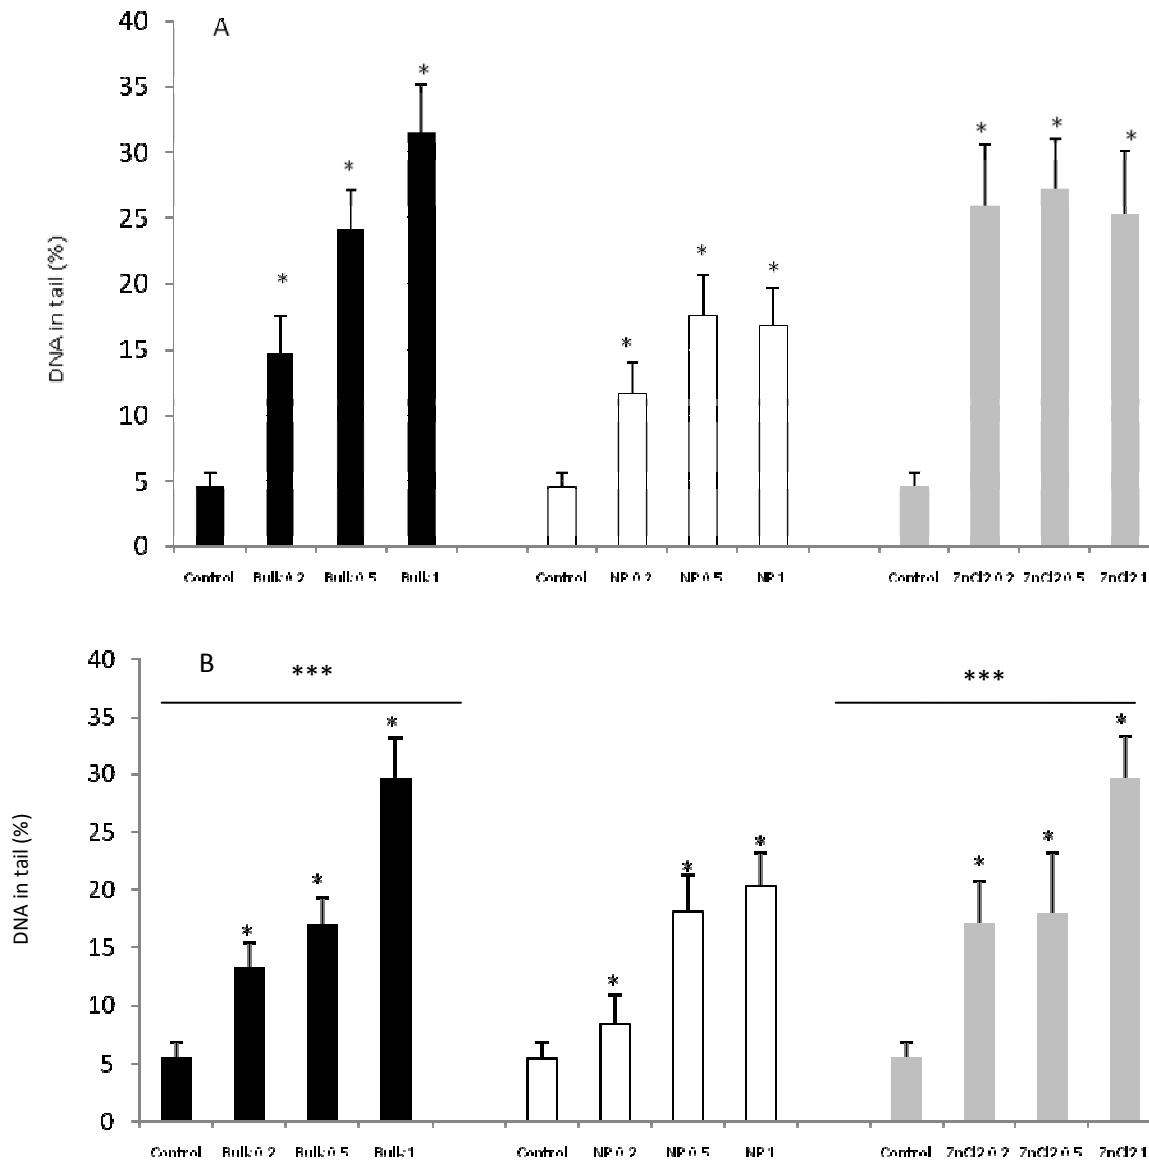 A
40
35
30
25
20
15
10
5
0
DNA in tail (%)
* * * * * * * * *
Control Bulk 0.2 Bulk 0.5 Bulk 1 Control NP 0.2 NP 0.5 NP 1 Control ZnCl2 0.2 ZnCl2 0.5 ZnCl2 1
B
40
35
30
25
20
15
10
5
0
DNA in tail (%)
*** ***
* * * * * * * * *
Control Bulk 0.2 Bulk 0.5 Bulk 1 Control NP 0.2 NP 0.5 NP 1 Control ZnCl2 0.2 ZnCl2 0.5 ZnCl2 1